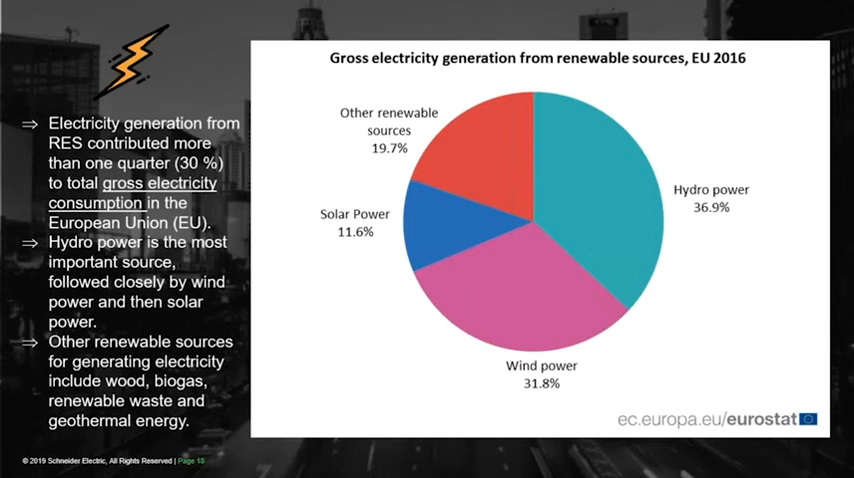 ⇒ Electricity generation from
RES contributed more
than one quarter (30 %)
to total gross electricity
consumption in the
European Union (EU).
⇒ Hydro power is the most
important source,
followed closely by wind
power and then solar
power.
⇒ Other renewable sources
for generating electricity
include wood, biogas,
renewable waste and
geothermal energy.
Gross electricity generation from renewable sources, EU 2016
Other renewable
sources
19.7%
Hydro power
36.9%
Solar Power
11.6%
Wind power
31.8%
ec.europa.eu/eurostat
© 2019 Schneider Electric, All Rights Reserved | Page 18